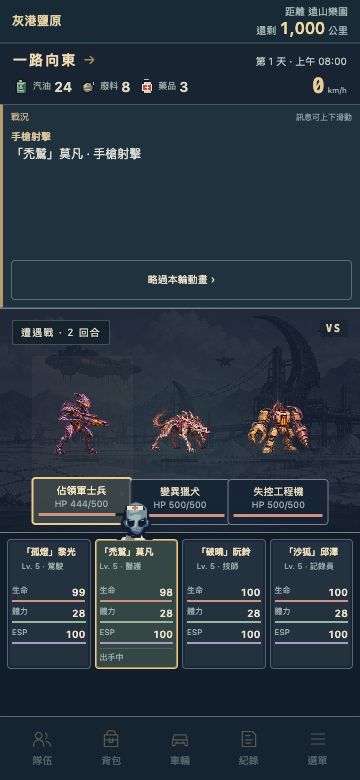 灰港鹽原
距離 遠山樂園
還剩 1,000 公里
一路向東 →
第 1 天 · 上午 08:00
汽油 24 廢料 8 藥品 3
0 km/h
戰況
訊息可上下滑動
手槍射擊
「禿鷲」莫凡 · 手槍射擊
略過本輪動畫 ›
遭遇戰 · 2 回合
VS
佔領軍士兵
HP 444/500
變異獵犬
HP 500/500
失控工程機
HP 500/500
「孤燈」黎光
Lv. 5 · 駕駛
生命 99
體力 28
ESP 100
「禿鷲」莫凡
Lv. 5 · 醫護
生命 98
體力 28
ESP 100
出手中
「破曉」阮鈴
Lv. 5 · 技師
生命 100
體力 28
ESP 100
「沙狐」邱澤
Lv. 5 · 記錄員
生命 100
體力 28
ESP 100
隊伍
背包
車輛
紀錄
選單